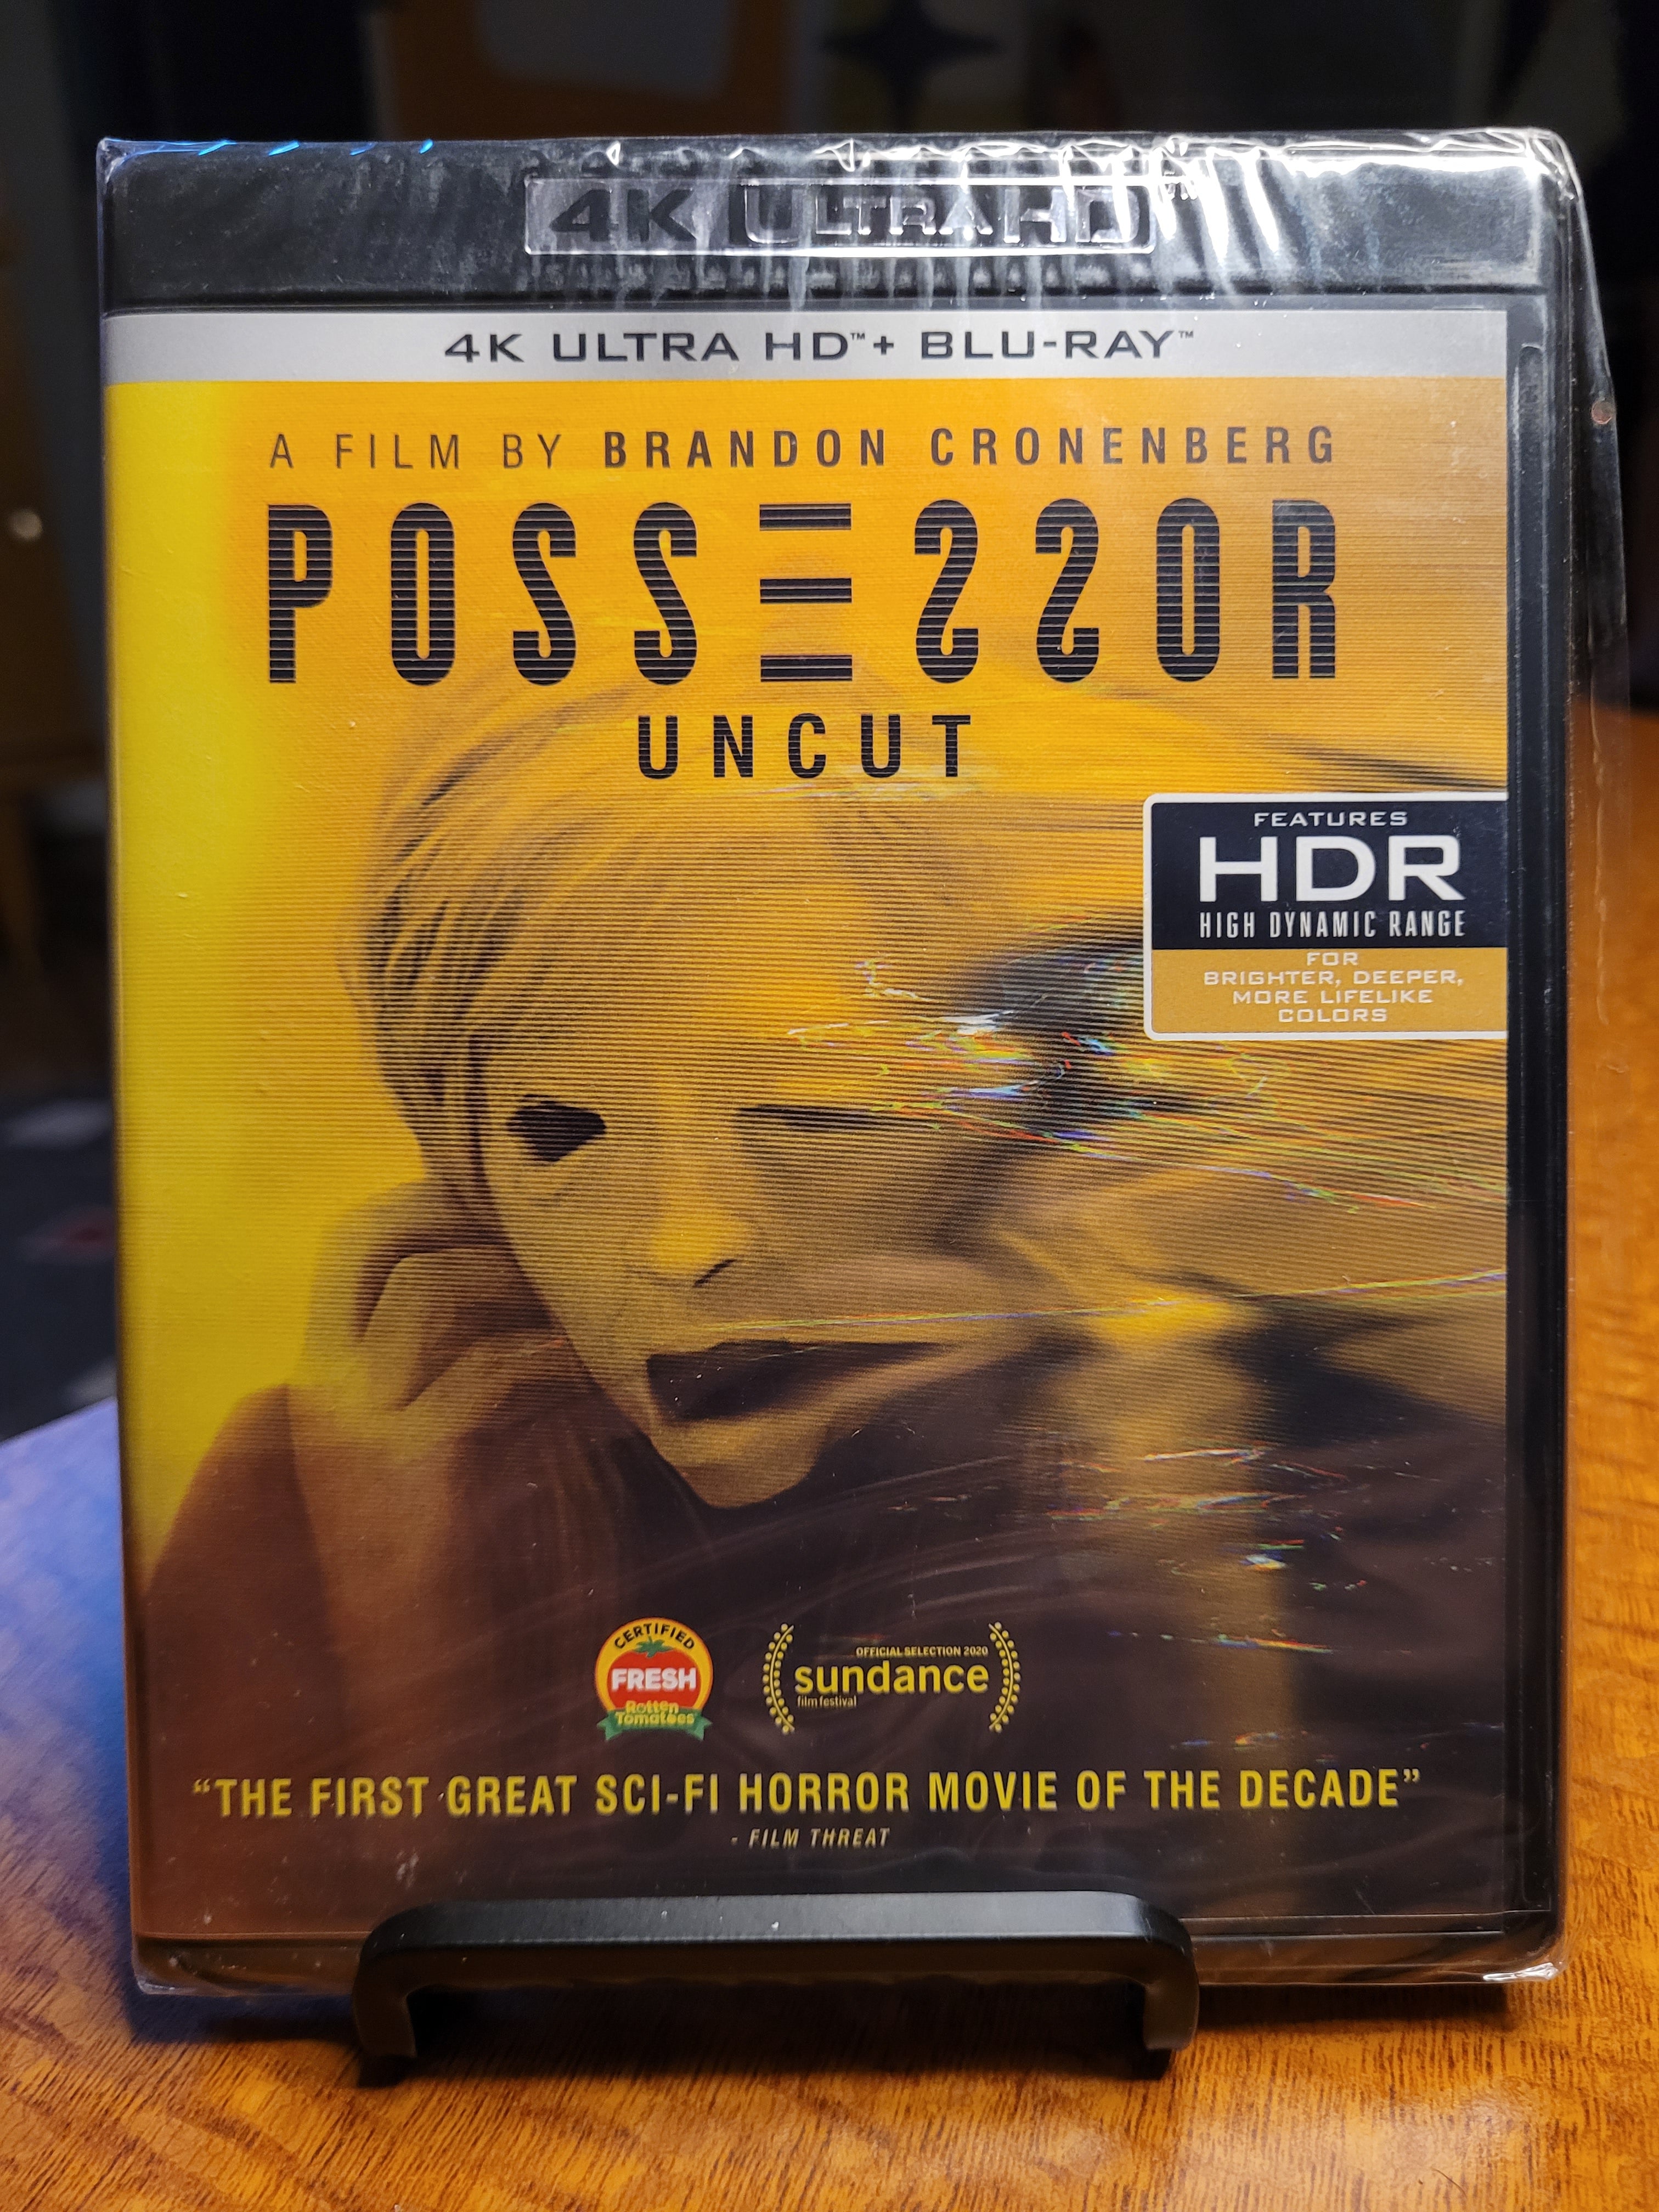 4K ULTRA HD™
4K ULTRA HD™ + BLU-RAY™
A FILM BY BRANDON CRONENBERG
POSSESSOR
UNCUT
FEATURES
HDR
HIGH DYNAMIC RANGE
FOR
BRIGHTER, DEEPER,
MORE LIFELIKE
COLORS
CERTIFIED
FRESH
Rotten
Tomatoes
OFFICIAL SELECTION 2020
sundance
film festival
“THE FIRST GREAT SCI-FI HORROR MOVIE OF THE DECADE”
- FILM THREAT